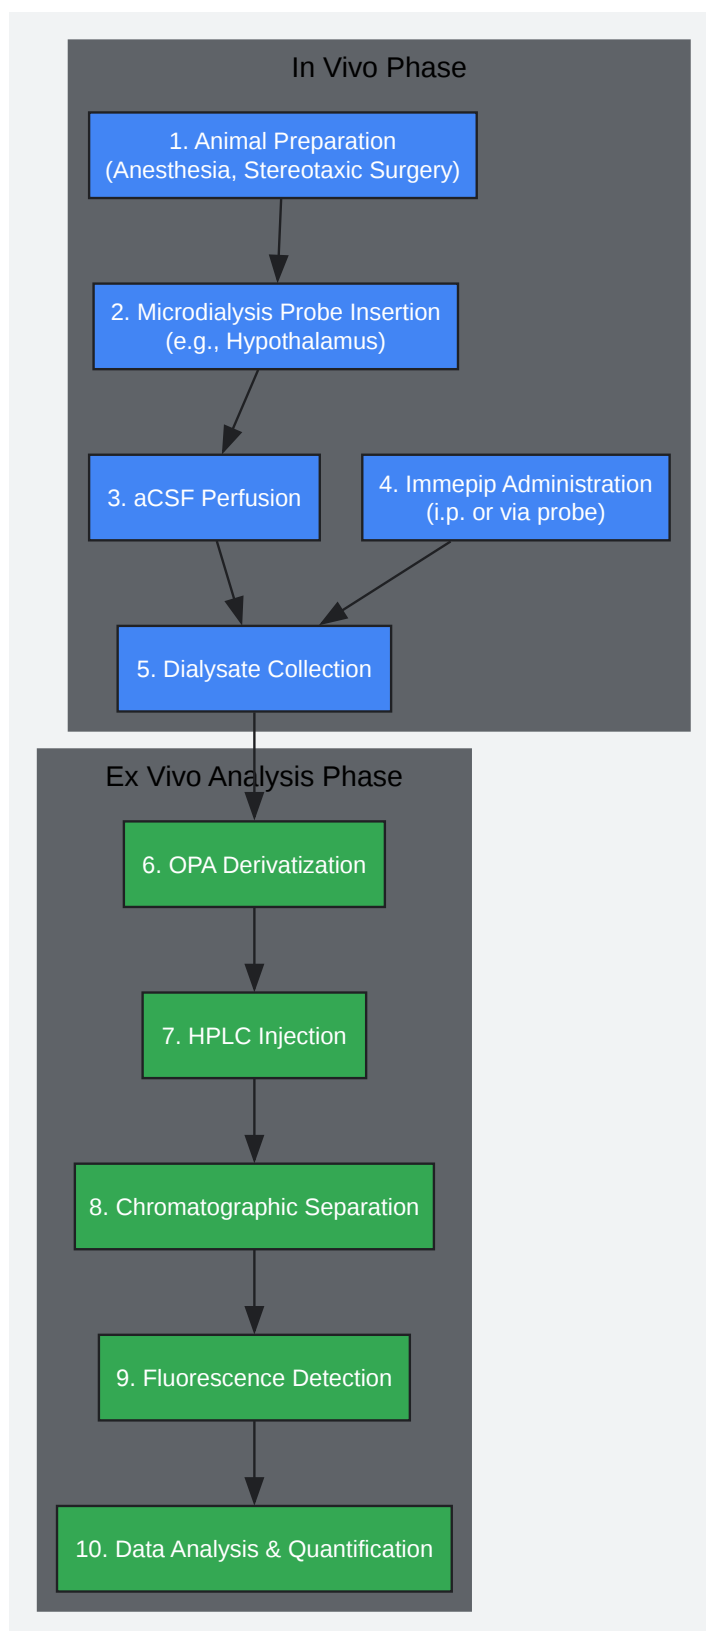 In Vivo Phase
1. Animal Preparation
(Anesthesia, Stereotaxic Surgery)
2. Microdialysis Probe Insertion
(e.g., Hypothalamus)
3. aCSF Perfusion
4. Immepip Administration
(i.p. or via probe)
5. Dialysate Collection
Ex Vivo Analysis Phase
6. OPA Derivatization
7. HPLC Injection
8. Chromatographic Separation
9. Fluorescence Detection
10. Data Analysis & Quantification